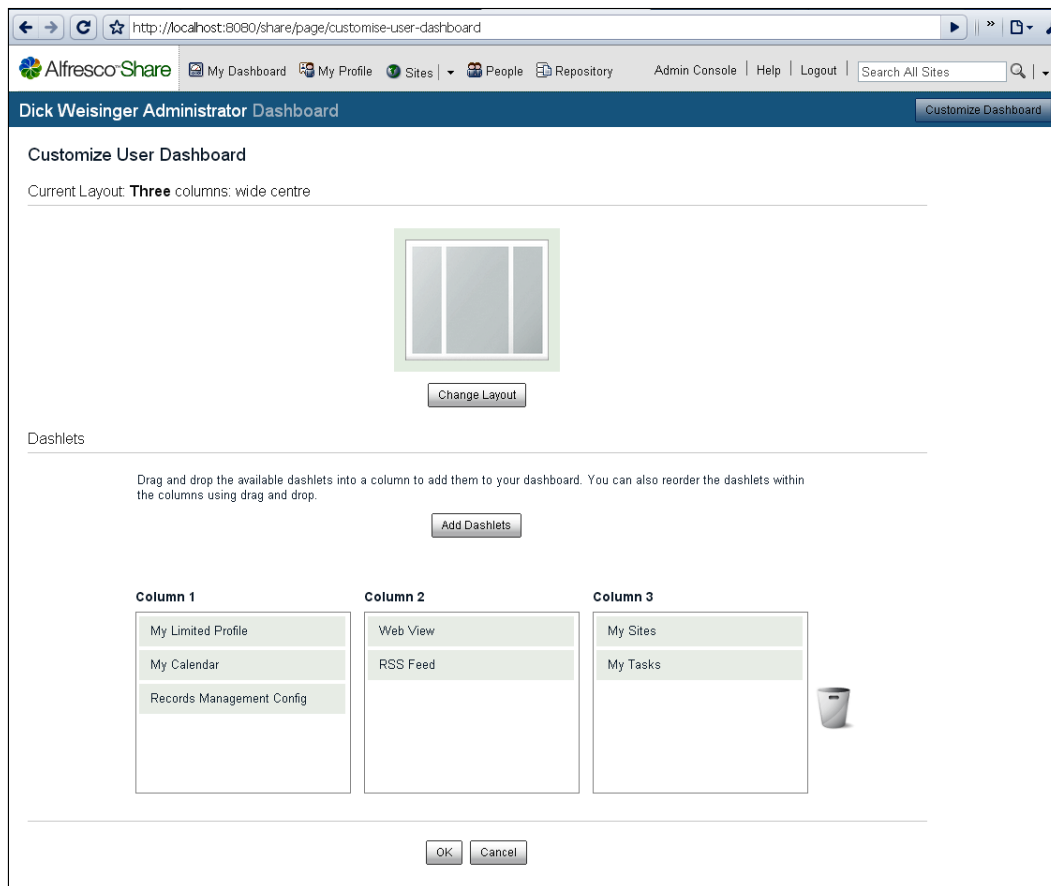 http://localhost:8080/share/page/customise-user-dashboard »
Alfresco Share My Dashboard My Profile Sites People Repository Admin Console Help Logout Search All Sites
Dick Weisinger Administrator Dashboard Customize Dashboard
Customize User Dashboard
Current Layout: Three columns: wide centre
Change Layout
Dashlets
Drag and drop the available dashlets into a column to add them to your dashboard. You can also reorder the dashlets within
the columns using drag and drop.
Add Dashlets
Column 1 Column 2 Column 3
My Limited Profile Web View My Sites
My Calendar RSS Feed My Tasks
Records Management Config
OK Cancel